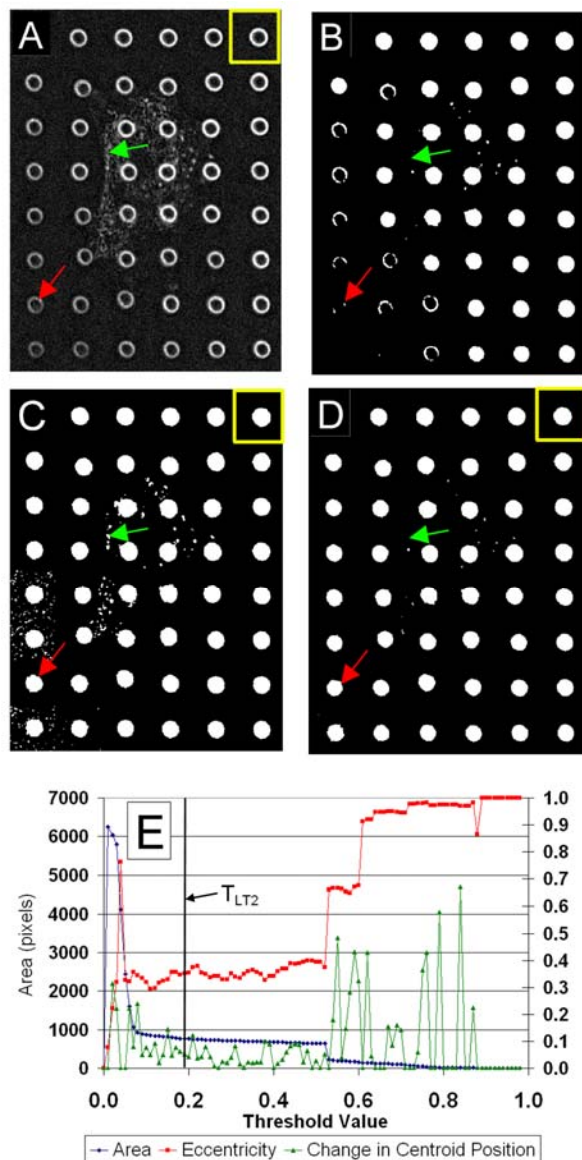 A
B
C
D
E
7000
6000
5000
4000
3000
2000
1000
0
Area (pixels)
T_LT2
1.0
0.9
0.8
0.7
0.6
0.5
0.4
0.3
0.2
0.1
0.0
0.0 0.2 0.4 0.6 0.8 1.0
Threshold Value
Area Eccentricity Change in Centroid Position